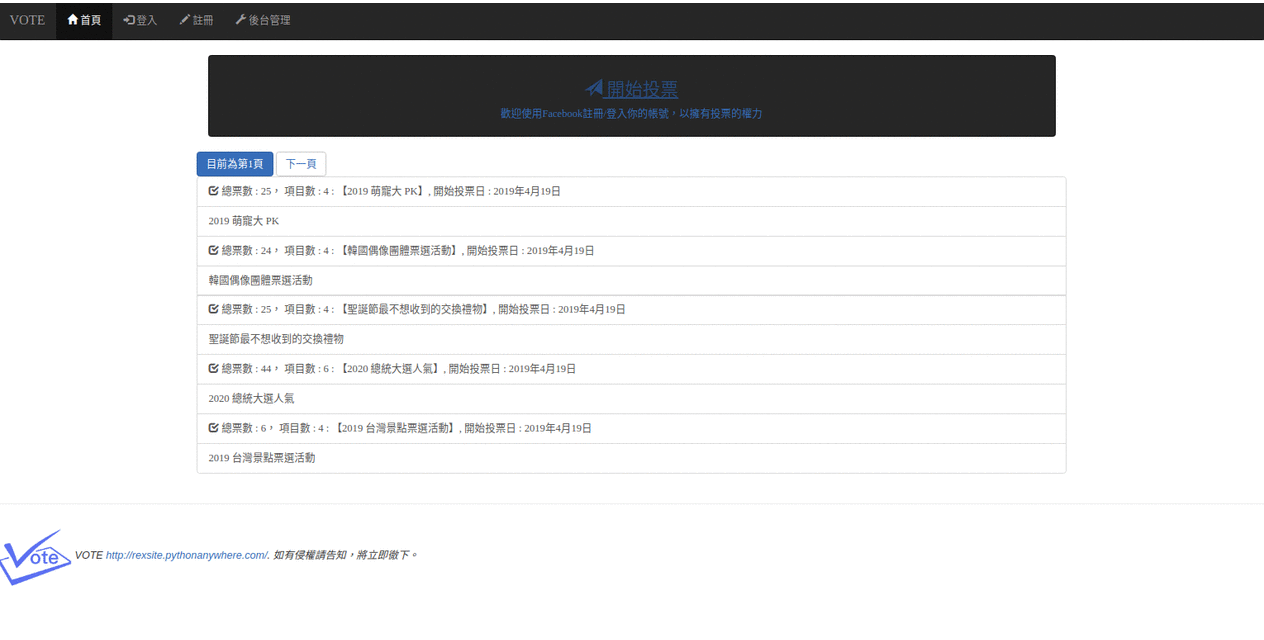 VOTE 首頁 登入 註冊 後台管理
開始投票
歡迎使用Facebook註冊/登入你的帳號，以擁有投票的權力
目前為第1頁 下一頁
總票數 : 25， 項目數 : 4 : 【2019 萌寵大 PK】, 開始投票日 : 2019年4月19日
2019 萌寵大 PK
總票數 : 24， 項目數 : 4 : 【韓國偶像團體票選活動】, 開始投票日 : 2019年4月19日
韓國偶像團體票選活動
總票數 : 25， 項目數 : 4 : 【聖誕節最不想收到的交換禮物】, 開始投票日 : 2019年4月19日
聖誕節最不想收到的交換禮物
總票數 : 44， 項目數 : 6 : 【2020 總統大選人氣】, 開始投票日 : 2019年4月19日
2020 總統大選人氣
總票數 : 6， 項目數 : 4 : 【2019 台灣景點票選活動】, 開始投票日 : 2019年4月19日
2019 台灣景點票選活動
Vote VOTE http://rexsite.pythonanywhere.com/. 如有侵權請告知，將立即徹下。